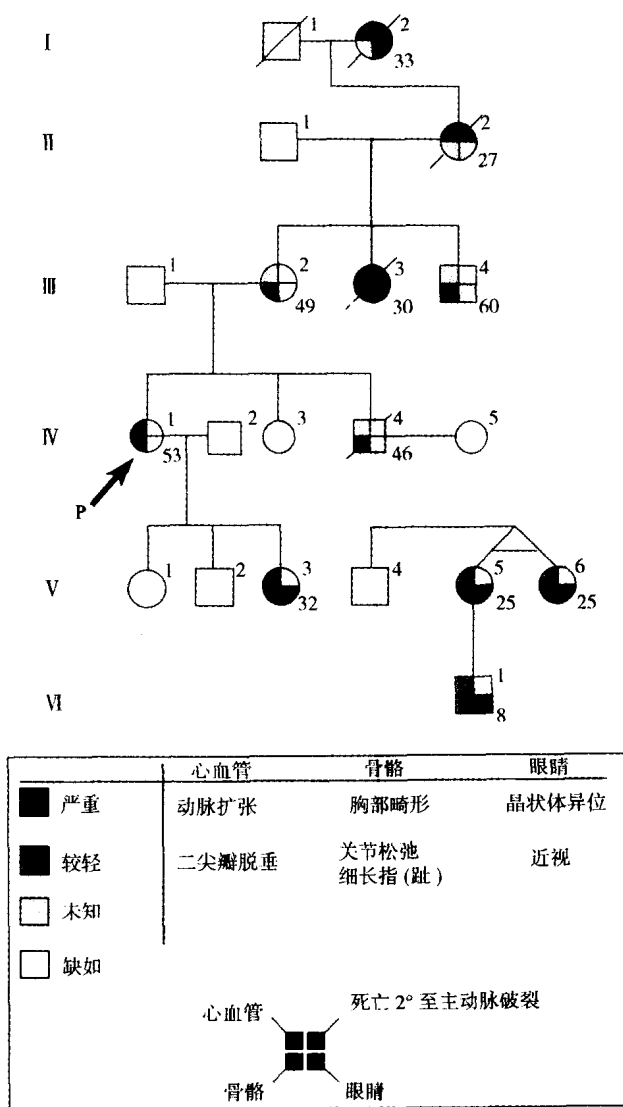 I
1
2
33
II
1
2
27
III
1
2
3
4
49
30
60
IV
1
2
3
4
5
53
46
P
V
1
2
3
4
5
6
32
25
25
VI
1
8
心血管 骨骼 眼睛
严重 动脉扩张 胸部畸形 晶状体异位
较轻 二尖瓣脱垂 关节松弛 近视
细长指(趾)
未知
缺如
心血管 死亡 2° 至主动脉破裂
骨骼 眼睛